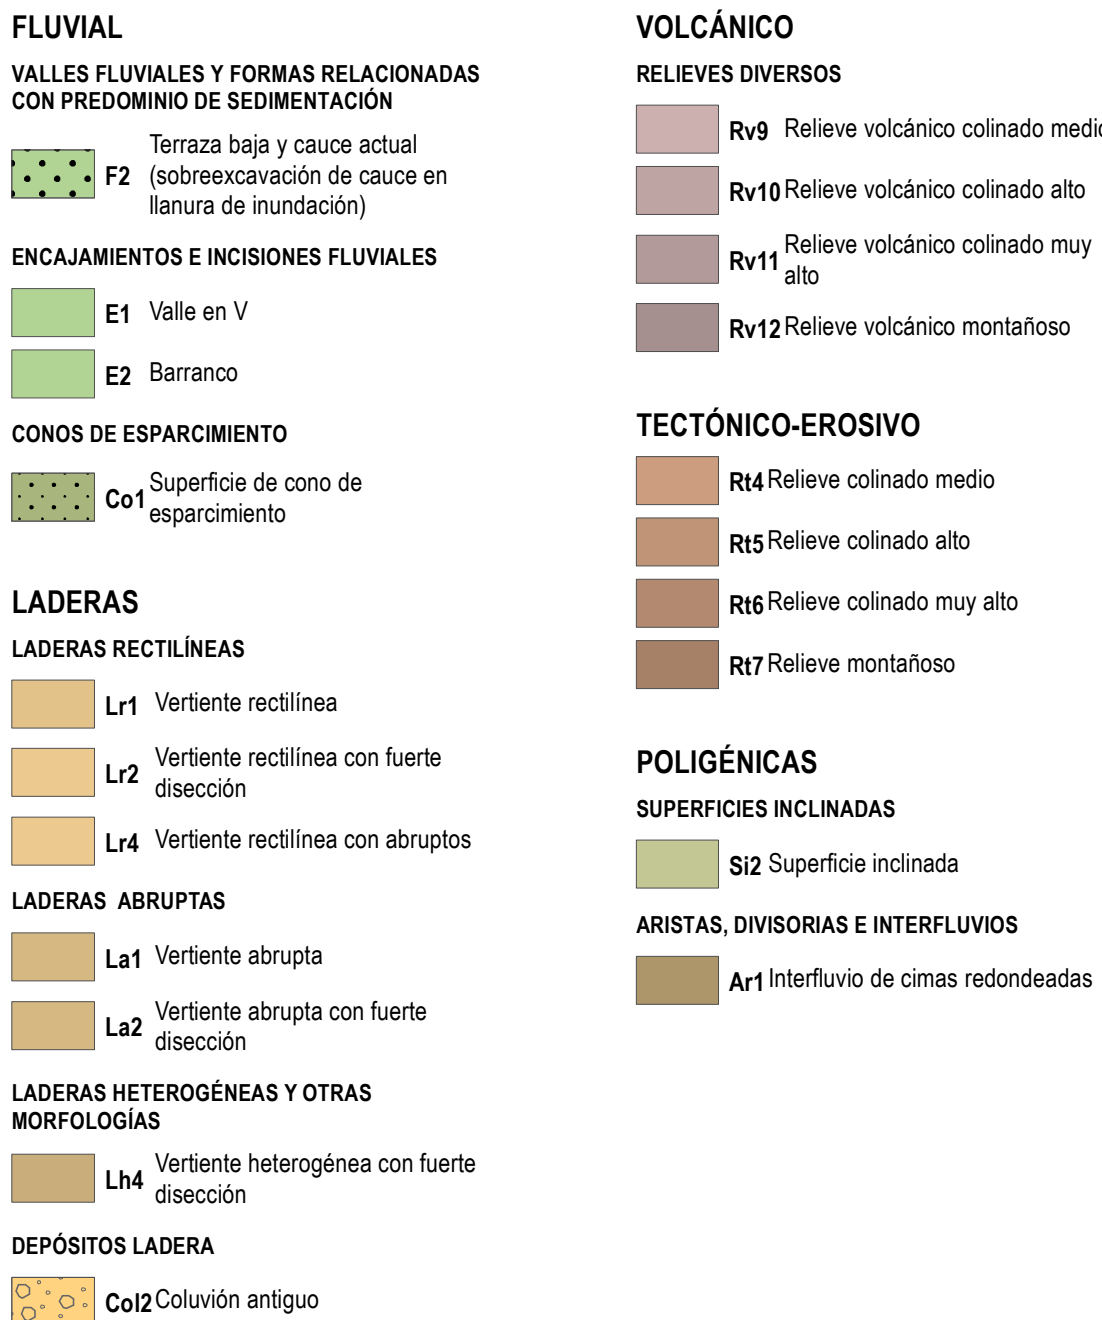 FLUVIAL
VALLES FLUVIALES Y FORMAS RELACIONADAS
CON PREDOMINIO DE SEDIMENTACIÓN
F2 Terraza baja y cauce actual
(sobreexcavación de cauce en
llanura de inundación)
ENCAJAMIENTOS E INCISIONES FLUVIALES
E1 Valle en V
E2 Barranco
CONOS DE ESPARCIMIENTO
Co1 Superficie de cono de
esparcimiento
LADERAS
LADERAS RECTILÍNEAS
Lr1 Vertiente rectilínea
Lr2 Vertiente rectilínea con fuerte
disección
Lr4 Vertiente rectilínea con abruptos
LADERAS ABRUPTAS
La1 Vertiente abrupta
La2 Vertiente abrupta con fuerte
disección
LADERAS HETEROGÉNEAS Y OTRAS
MORFOLOGÍAS
Lh4 Vertiente heterogénea con fuerte
disección
DEPÓSITOS LADERA
Col2 Coluvión antiguo
VOLCÁNICO
RELIEVES DIVERSOS
Rv9 Relieve volcánico colinado medio
Rv10 Relieve volcánico colinado alto
Rv11 Relieve volcánico colinado muy
alto
Rv12 Relieve volcánico montañoso
TECTÓNICO-EROSIVO
Rt4 Relieve colinado medio
Rt5 Relieve colinado alto
Rt6 Relieve colinado muy alto
Rt7 Relieve montañoso
POLIGÉNICAS
SUPERFICIES INCLINADAS
Si2 Superficie inclinada
ARISTAS, DIVISORIAS E INTERFLUVIOS
Ar1 Interfluvio de cimas redondeadas